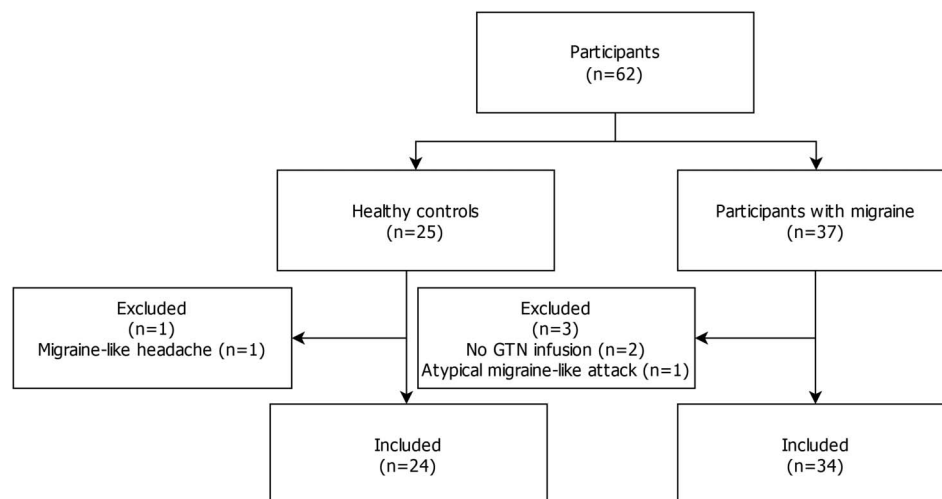 Participants
(n=62)
Healthy controls
(n=25)
Participants with migraine
(n=37)
Excluded
(n=1)
Migraine-like headache (n=1)
Excluded
(n=3)
No GTN infusion (n=2)
Atypical migraine-like attack (n=1)
Included
(n=24)
Included
(n=34)